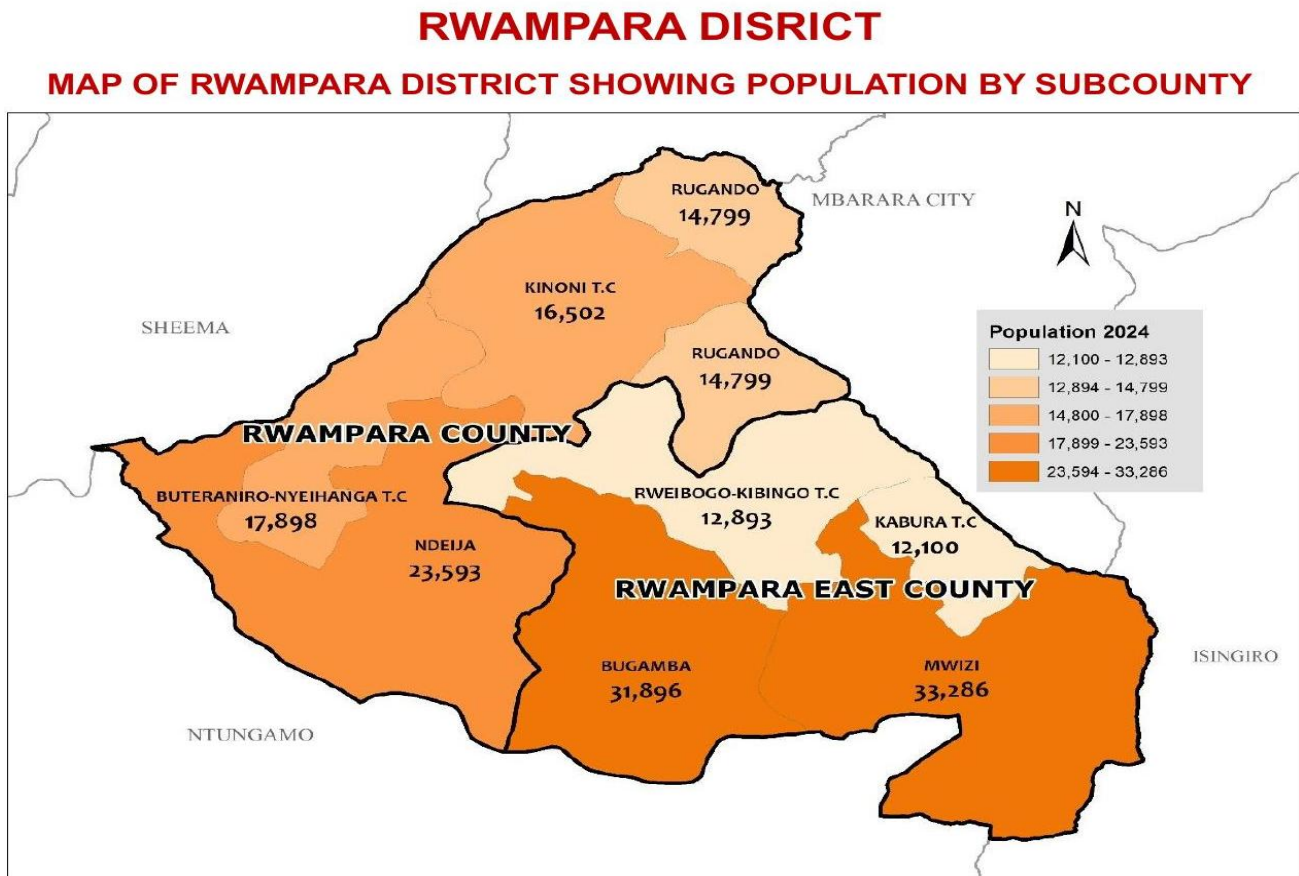 RWAMPARA DISRICT
MAP OF RWAMPARA DISTRICT SHOWING POPULATION BY SUBCOUNTY
RUGANDO
14,799
MBARARA CITY
N
KINONI T.C
16,502
SHEEMA
RUGANDO
14,799
Population 2024
12,100 - 12,893
12,894 - 14,799
14,800 - 17,898
17,899 - 23,593
23,594 - 33,286
RWAMPARA COUNTY
BUTERANIRO-NYEIHANGA T.C
17,898
RWEIBOGO-KIBINGO T.C
12,893
KABURA T.C
12,100
NDEIJA
23,593
RWAMPARA EAST COUNTY
BUGAMBA
31,896
MWIZI
33,286
ISINGIRO
NTUNGAMO